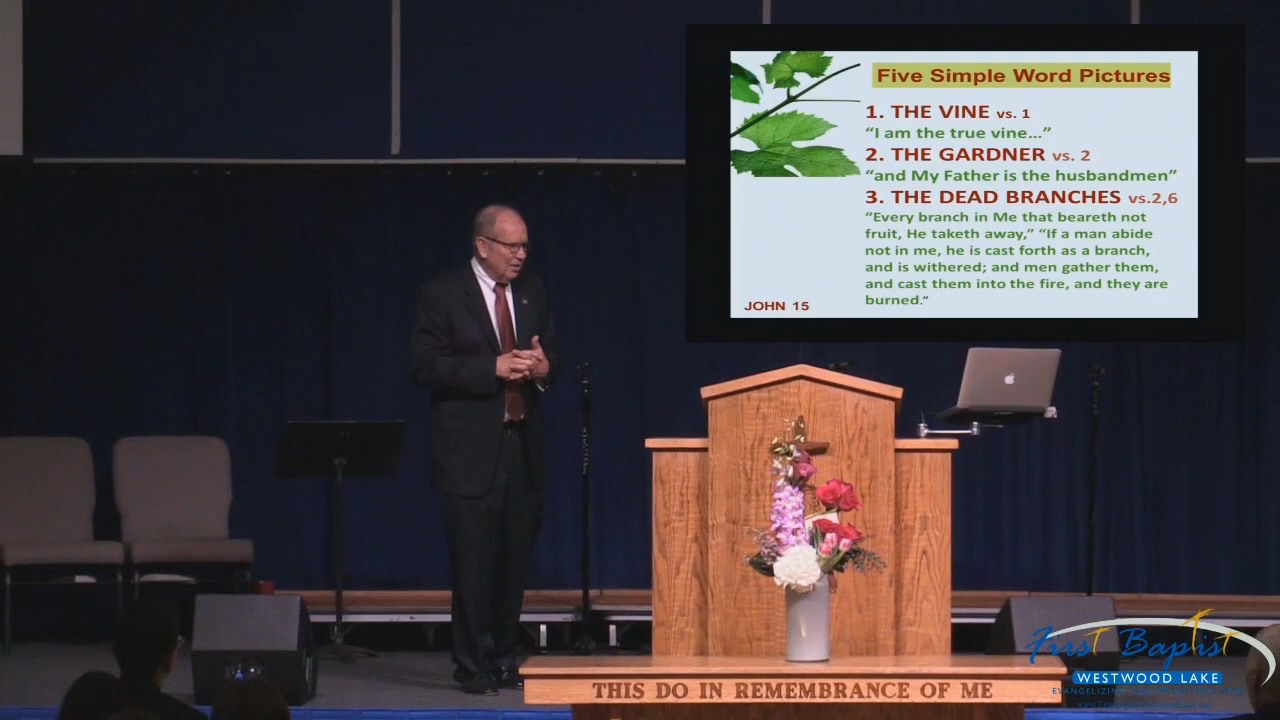 Five Simple Word Pictures
1. THE VINE vs. 1
“I am the true vine...”
2. THE GARDNER vs. 2
“and My Father is the husbandmen”
3. THE DEAD BRANCHES vs.2,6
“Every branch in Me that beareth not
fruit, He taketh away,” “If a man abide
not in me, he is cast forth as a branch,
and is withered; and men gather them,
and cast them into the fire, and they are
burned.”
JOHN 15
THIS DO IN REMEMBRANCE OF ME
First Baptist
WESTWOOD LAKE
EVANGELIZING